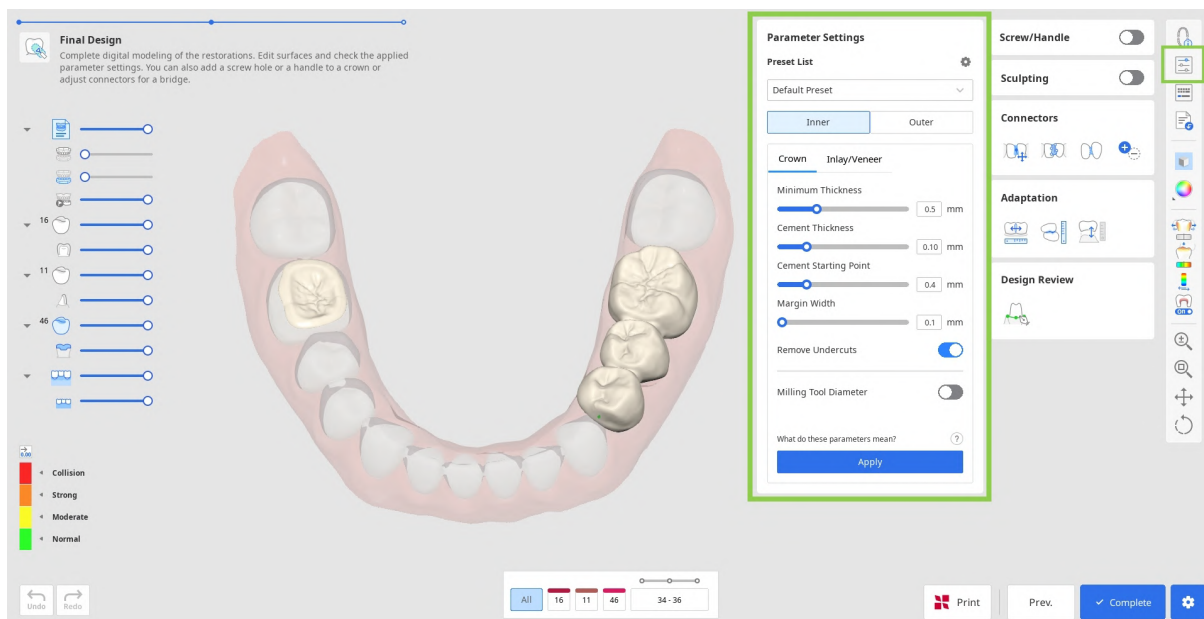 Final Design
Complete digital modeling of the restorations. Edit surfaces and check the applied
parameter settings. You can also add a screw hole or a handle to a crown or
adjust connectors for a bridge.
16
11
46
0.00
Collision
Strong
Moderate
Normal
Undo
Redo
All
16
11
46
34 - 36
Parameter Settings
Preset List
Default Preset
Inner
Outer
Crown
Inlay/Veneer
Minimum Thickness
0.5 mm
Cement Thickness
0.10 mm
Cement Starting Point
0.4 mm
Margin Width
0.1 mm
Remove Undercuts
Milling Tool Diameter
What do these parameters mean?
?
Apply
Screw/Handle
Sculpting
Connectors
Adaptation
Design Review
ON
Print
Prev.
Complete